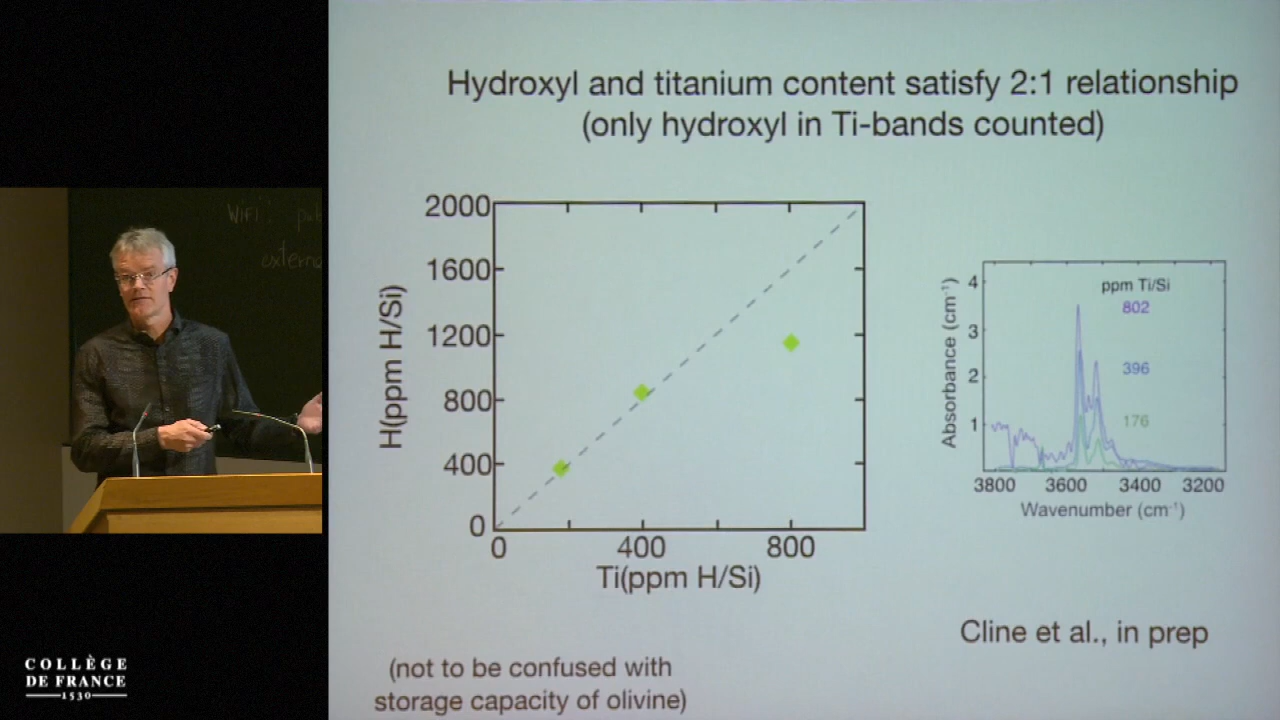 WiFi :
Hydroxyl and titanium content satisfy 2:1 relationship
(only hydroxyl in Ti-bands counted)
2000
1600
1200
800
400
0
H(ppm H/Si)
0 400 800
Ti(ppm H/Si)
4
3
2
1
Absorbance (cm⁻¹)
ppm Ti/Si
802
396
176
3800 3600 3400 3200
Wavenumber (cm⁻¹)
Cline et al., in prep
(not to be confused with
storage capacity of olivine)
COLLÈGE
DE FRANCE
1530